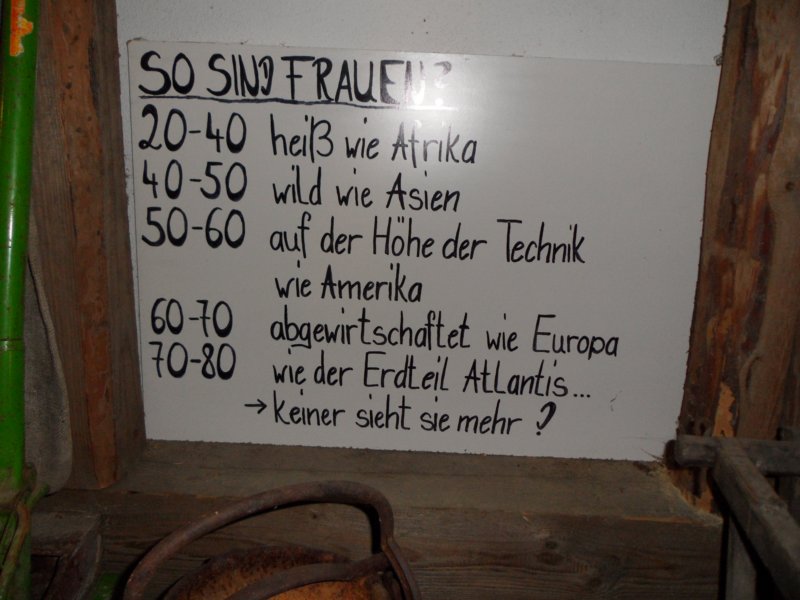 SO SIND FRAUEN?
20-40 heiß wie Afrika
40-50 wild wie Asien
50-60 auf der Höhe der Technik
wie Amerika
60-70 abgewirtschaftet wie Europa
70-80 wie der Erdteil Atlantis...
→ keiner sieht sie mehr ?